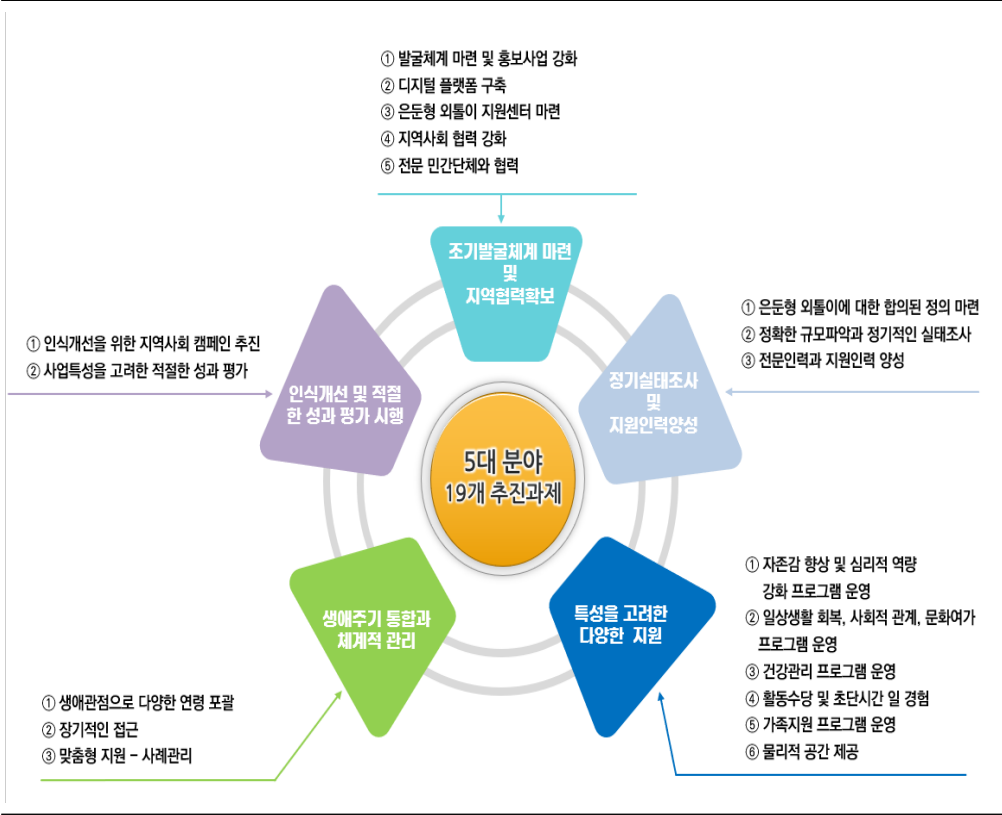 ① 발굴체계 마련 및 홍보사업 강화
② 디지털 플랫폼 구축
③ 은둔형 외톨이 지원센터 마련
④ 지역사회 협력 강화
⑤ 전문 민간단체와 협력
조기발굴체계 마련
및
지역협력확보
① 은둔형 외톨이에 대한 합의된 정의 마련
② 정확한 규모파악과 정기적인 실태조사
③ 전문인력과 지원인력 양성
정기실태조사
및
지원인력양성
① 인식개선을 위한 지역사회 캠페인 추진
② 사업특성을 고려한 적절한 성과 평가
인식개선 및 적절
한 성과 평가 시행
5대 분야
19개 추진과제
특성을 고려한
다양한 지원
① 자존감 향상 및 심리적 역량
강화 프로그램 운영
② 일상생활 회복, 사회적 관계, 문화여가
프로그램 운영
③ 건강관리 프로그램 운영
④ 활동수당 및 초단시간 일 경험
⑤ 가족지원 프로그램 운영
⑥ 물리적 공간 제공
생애주기 통합과
체계적 관리
① 생애관점으로 다양한 연령 포괄
② 장기적인 접근
③ 맞춤형 지원 – 사례관리